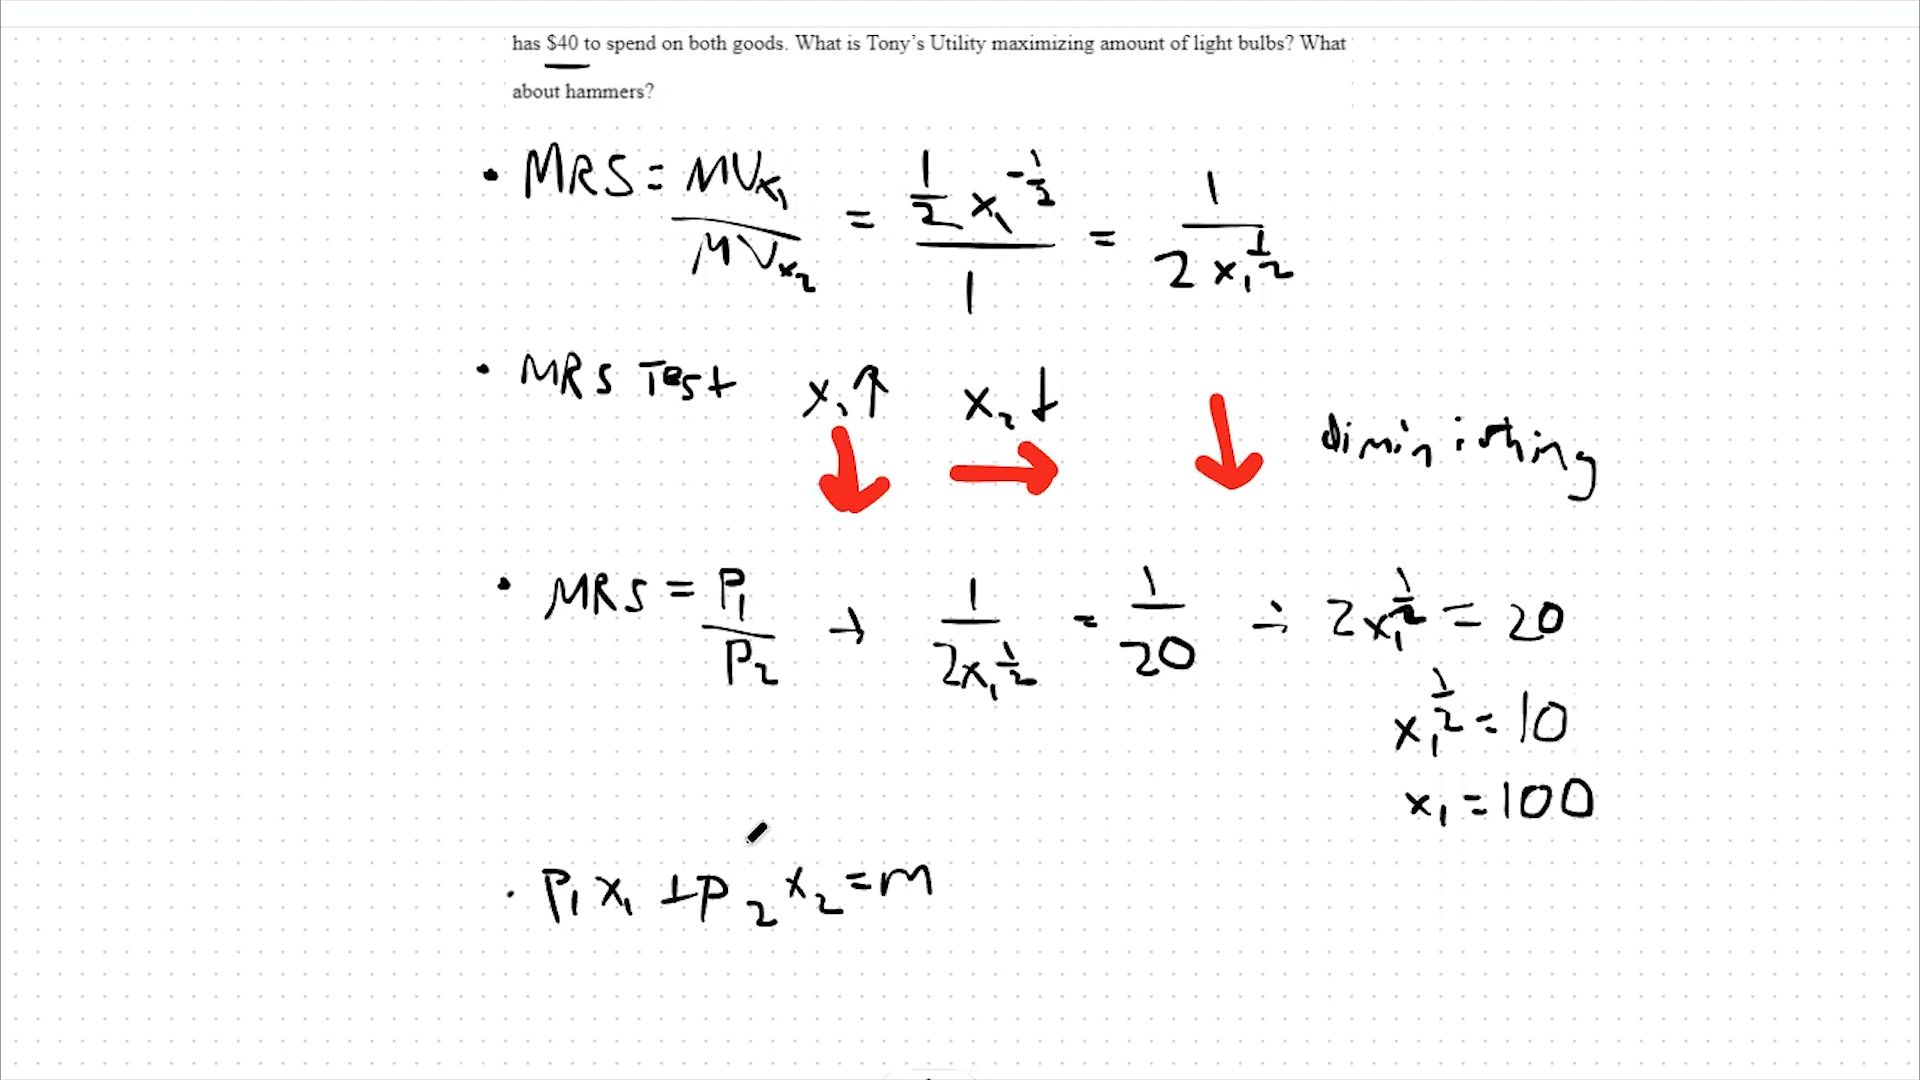 has $40 to spend on both goods. What is Tony's Utility maximizing amount of light bulbs? What
about hammers?
• MRS = MUx₁/MUx₂ = ½x₁^-½ / 1 = 1 / 2x₁^½
• MRS Test x₁↑ x₂↓
diminishing
• MRS = P₁/P₂ → 1/2x₁^½ = 1/20 ∴ 2x₁^½ = 20
x₁^½ = 10
x₁ = 100
• P₁x₁ + P₂x₂ = m